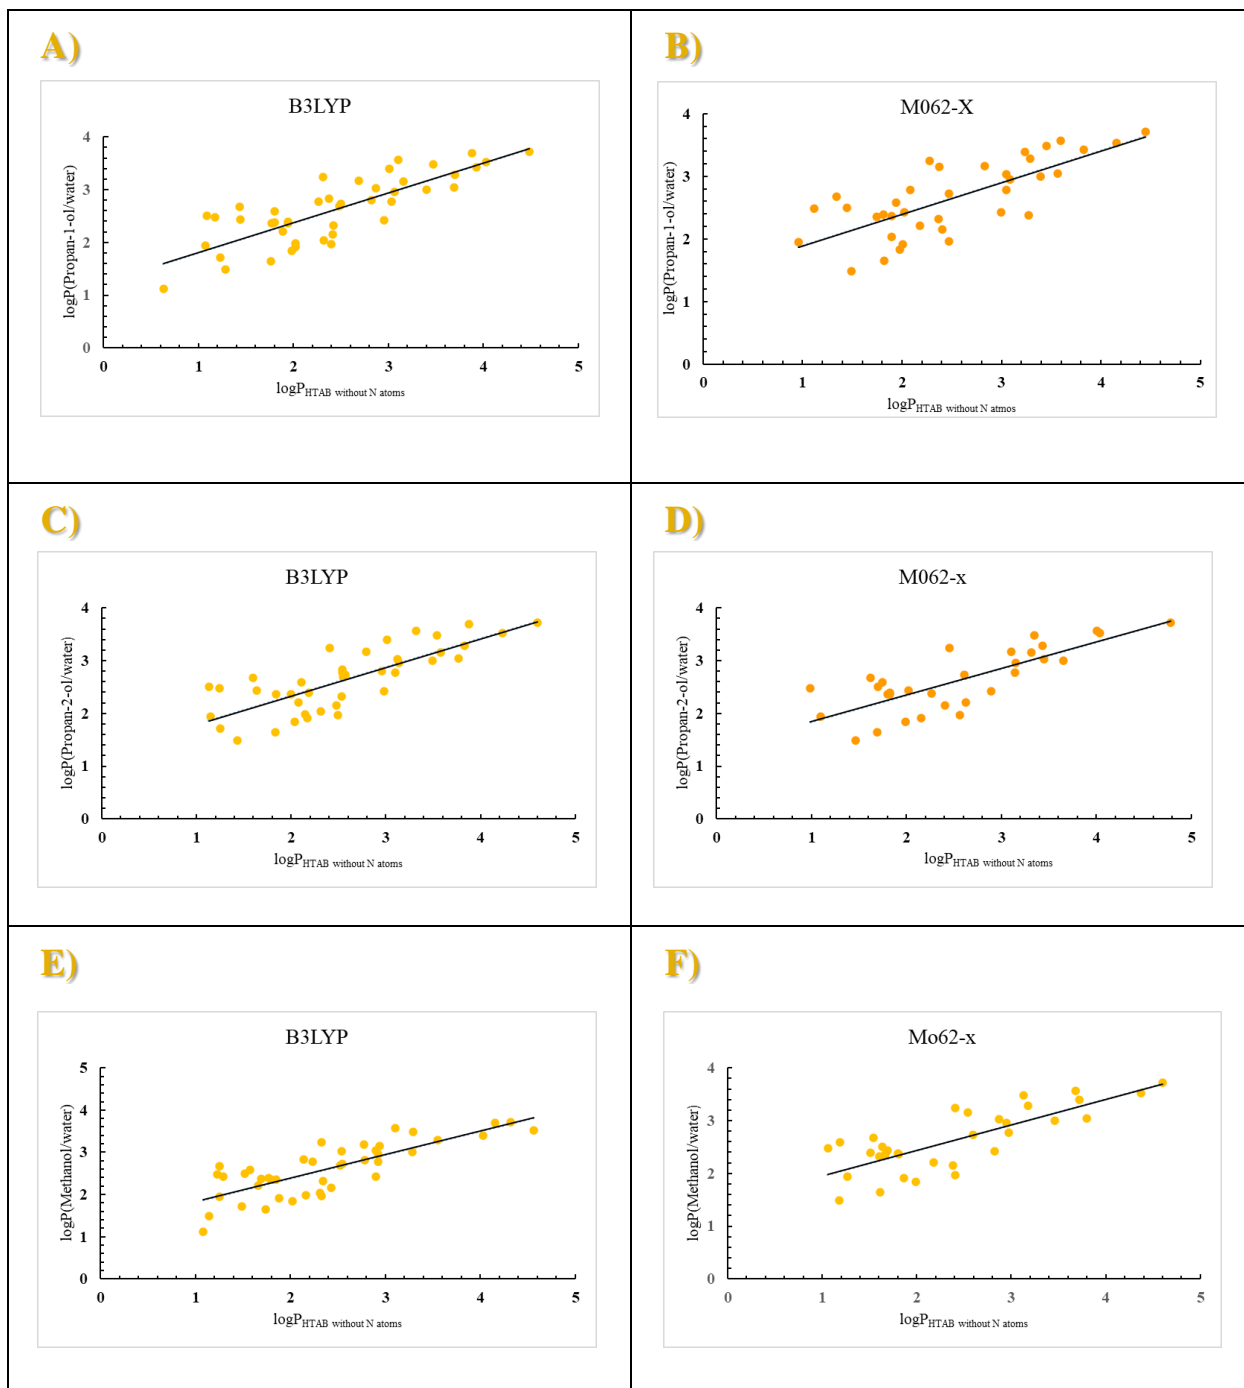 A)
B3LYP
logP(Propan-1-ol/water)
4
3
2
1
0
0 1 2 3 4 5
logPHTAB without N atoms
B)
M062-X
logP(Propan-1-ol/water)
4
3
2
1
0
0 1 2 3 4 5
logPHTAB without N atmos
C)
B3LYP
logP(Propan-2-ol/water)
4
3
2
1
0
0 1 2 3 4 5
logPHTAB without N atoms
D)
M062-x
logP(Propan-2-ol/water)
4
3
2
1
0
0 1 2 3 4 5
logPHTAB without N atoms
E)
B3LYP
logP(Methanol/water)
5
4
3
2
1
0
0 1 2 3 4 5
logPHTAB without N atoms
F)
Mo62-x
logP(Methanol/water)
4
3
2
1
0
0 1 2 3 4 5
logPHTAB without N atoms